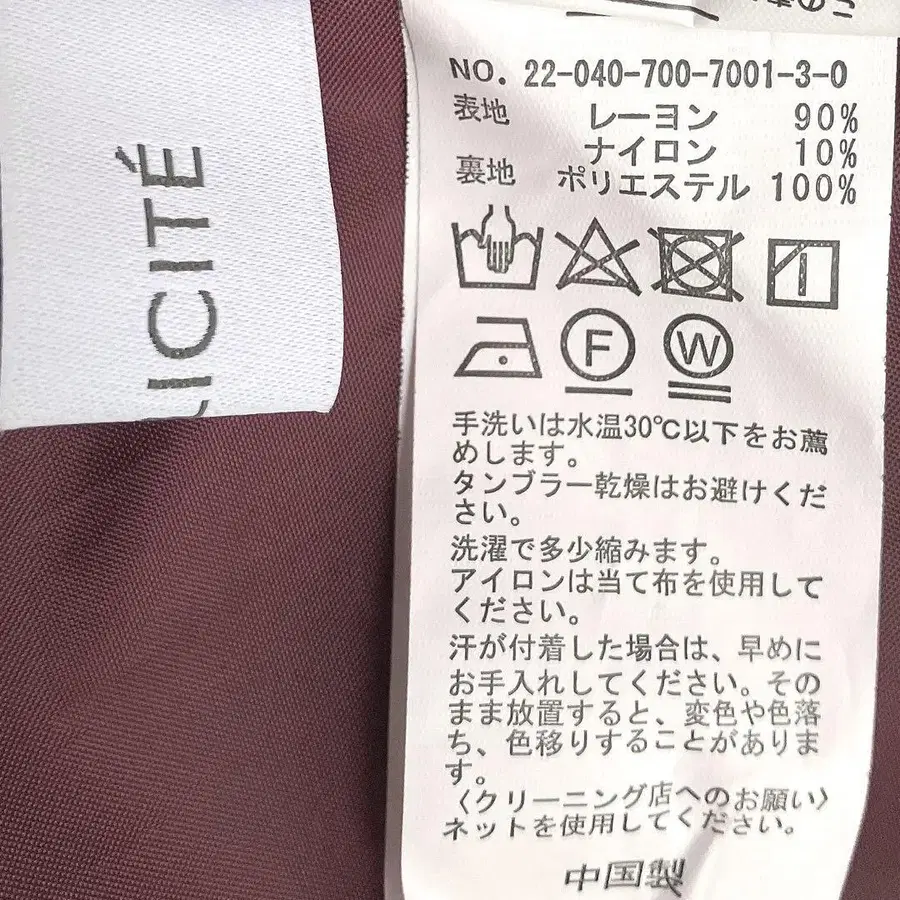 LICITÉ
NO. 22-040-700-7001-3-0
表地 レーヨン 90%
ナイロン 10%
裏地 ポリエステル 100%
F W
手洗いは水温30℃以下をお薦
めします。
タンブラー乾燥はお避けくだ
さい。
洗濯で多少縮みます。
アイロンは当て布を使用して
ください。
汗が付着した場合は、早めに
お手入れしてください。その
まま放置すると、変色や色落
ち、色移りすることがありま
す。
〈クリーニング店へのお願い〉
ネットを使用してください。
中国製